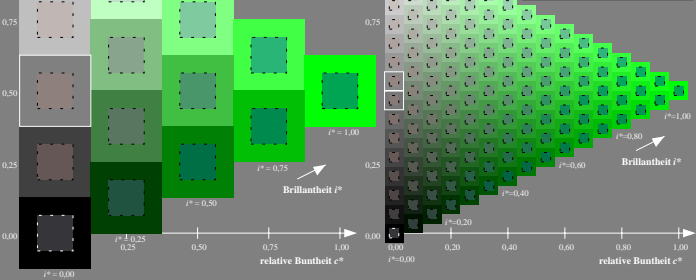 0,75
0,50
0,25
0,00
i* = 1,00
i* = 0,75
Brillantheit i*
i* = 0,50
i* = 0,25
i* = 0,00
0,25
0,50
0,75
1,00
relative Buntheit c*
0,75
0,50
0,25
0,00
i*=1,00
i*=0,80
Brillantheit i*
i*=0,60
i*=0,40
i*=0,20
i*=0,00
0,00
0,20
0,40
0,60
0,80
1,00
relative Buntheit c*